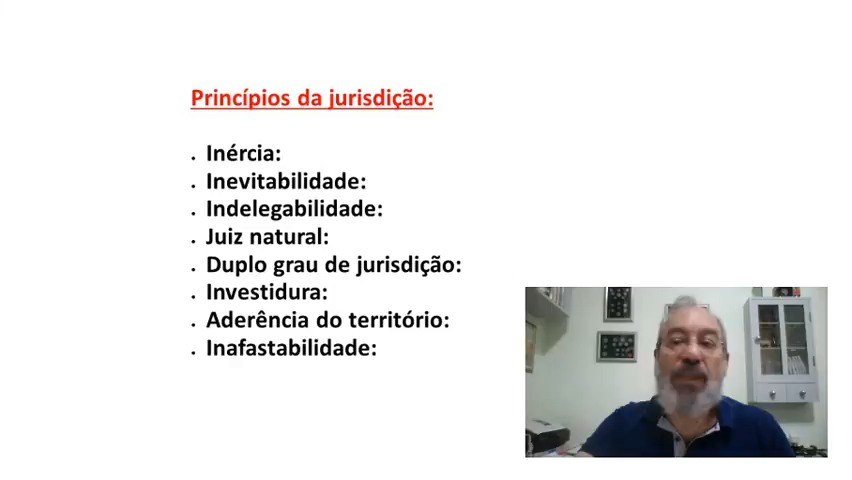 Princípios da jurisdição:
• Inércia:
• Inevitabilidade:
• Indelegabilidade:
• Juiz natural:
• Duplo grau de jurisdição:
• Investidura:
• Aderência do território:
• Inafastabilidade: